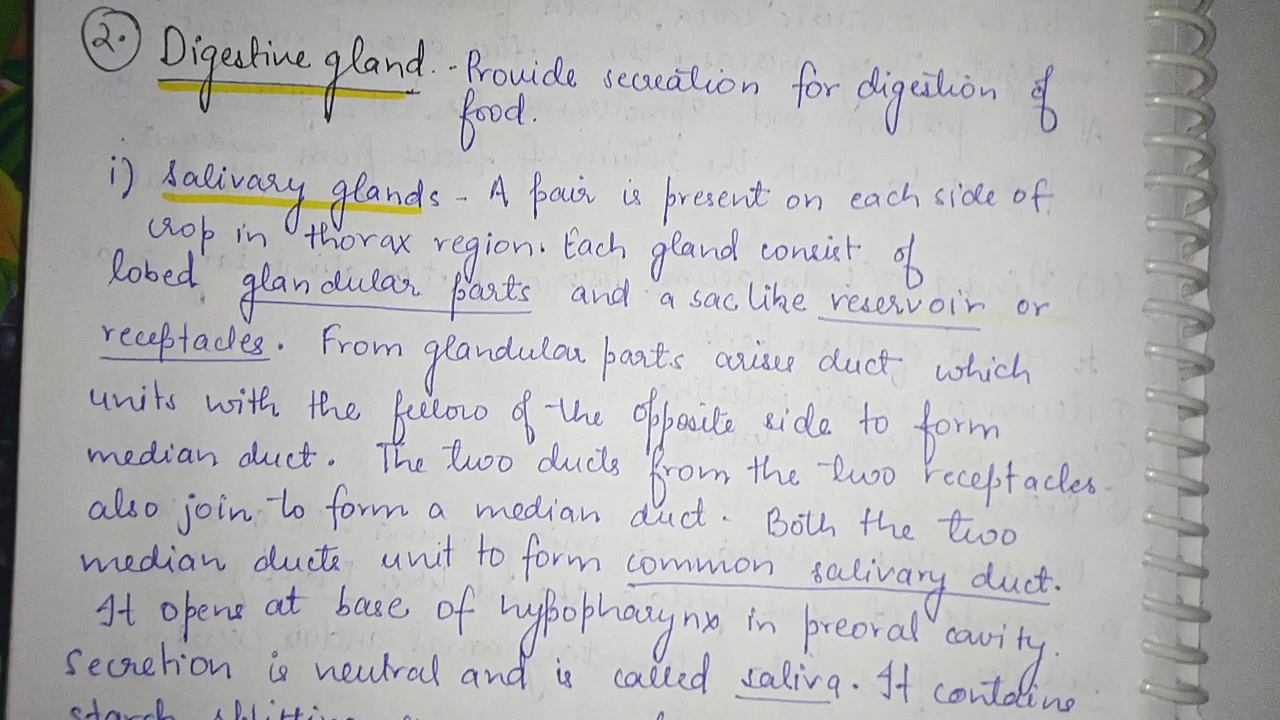 2. Digestive gland. - Provide secreation for digestion of
food.
i) Salivary glands - A pair is present on each side of
crop in thorax region. Each gland consist of
lobed glandular parts and a sac like reservoir or
receptacles. From glandular parts arises duct which
units with the fellow of the opposite side to form
median duct. The two ducts from the two receptacles
also join to form a median duct. Both the two
median ducts unit to form common salivary duct.
It opens at base of hypopharynx in preoral cavity.
Secretion is neutral and is called saliva. It contains
starch splitting